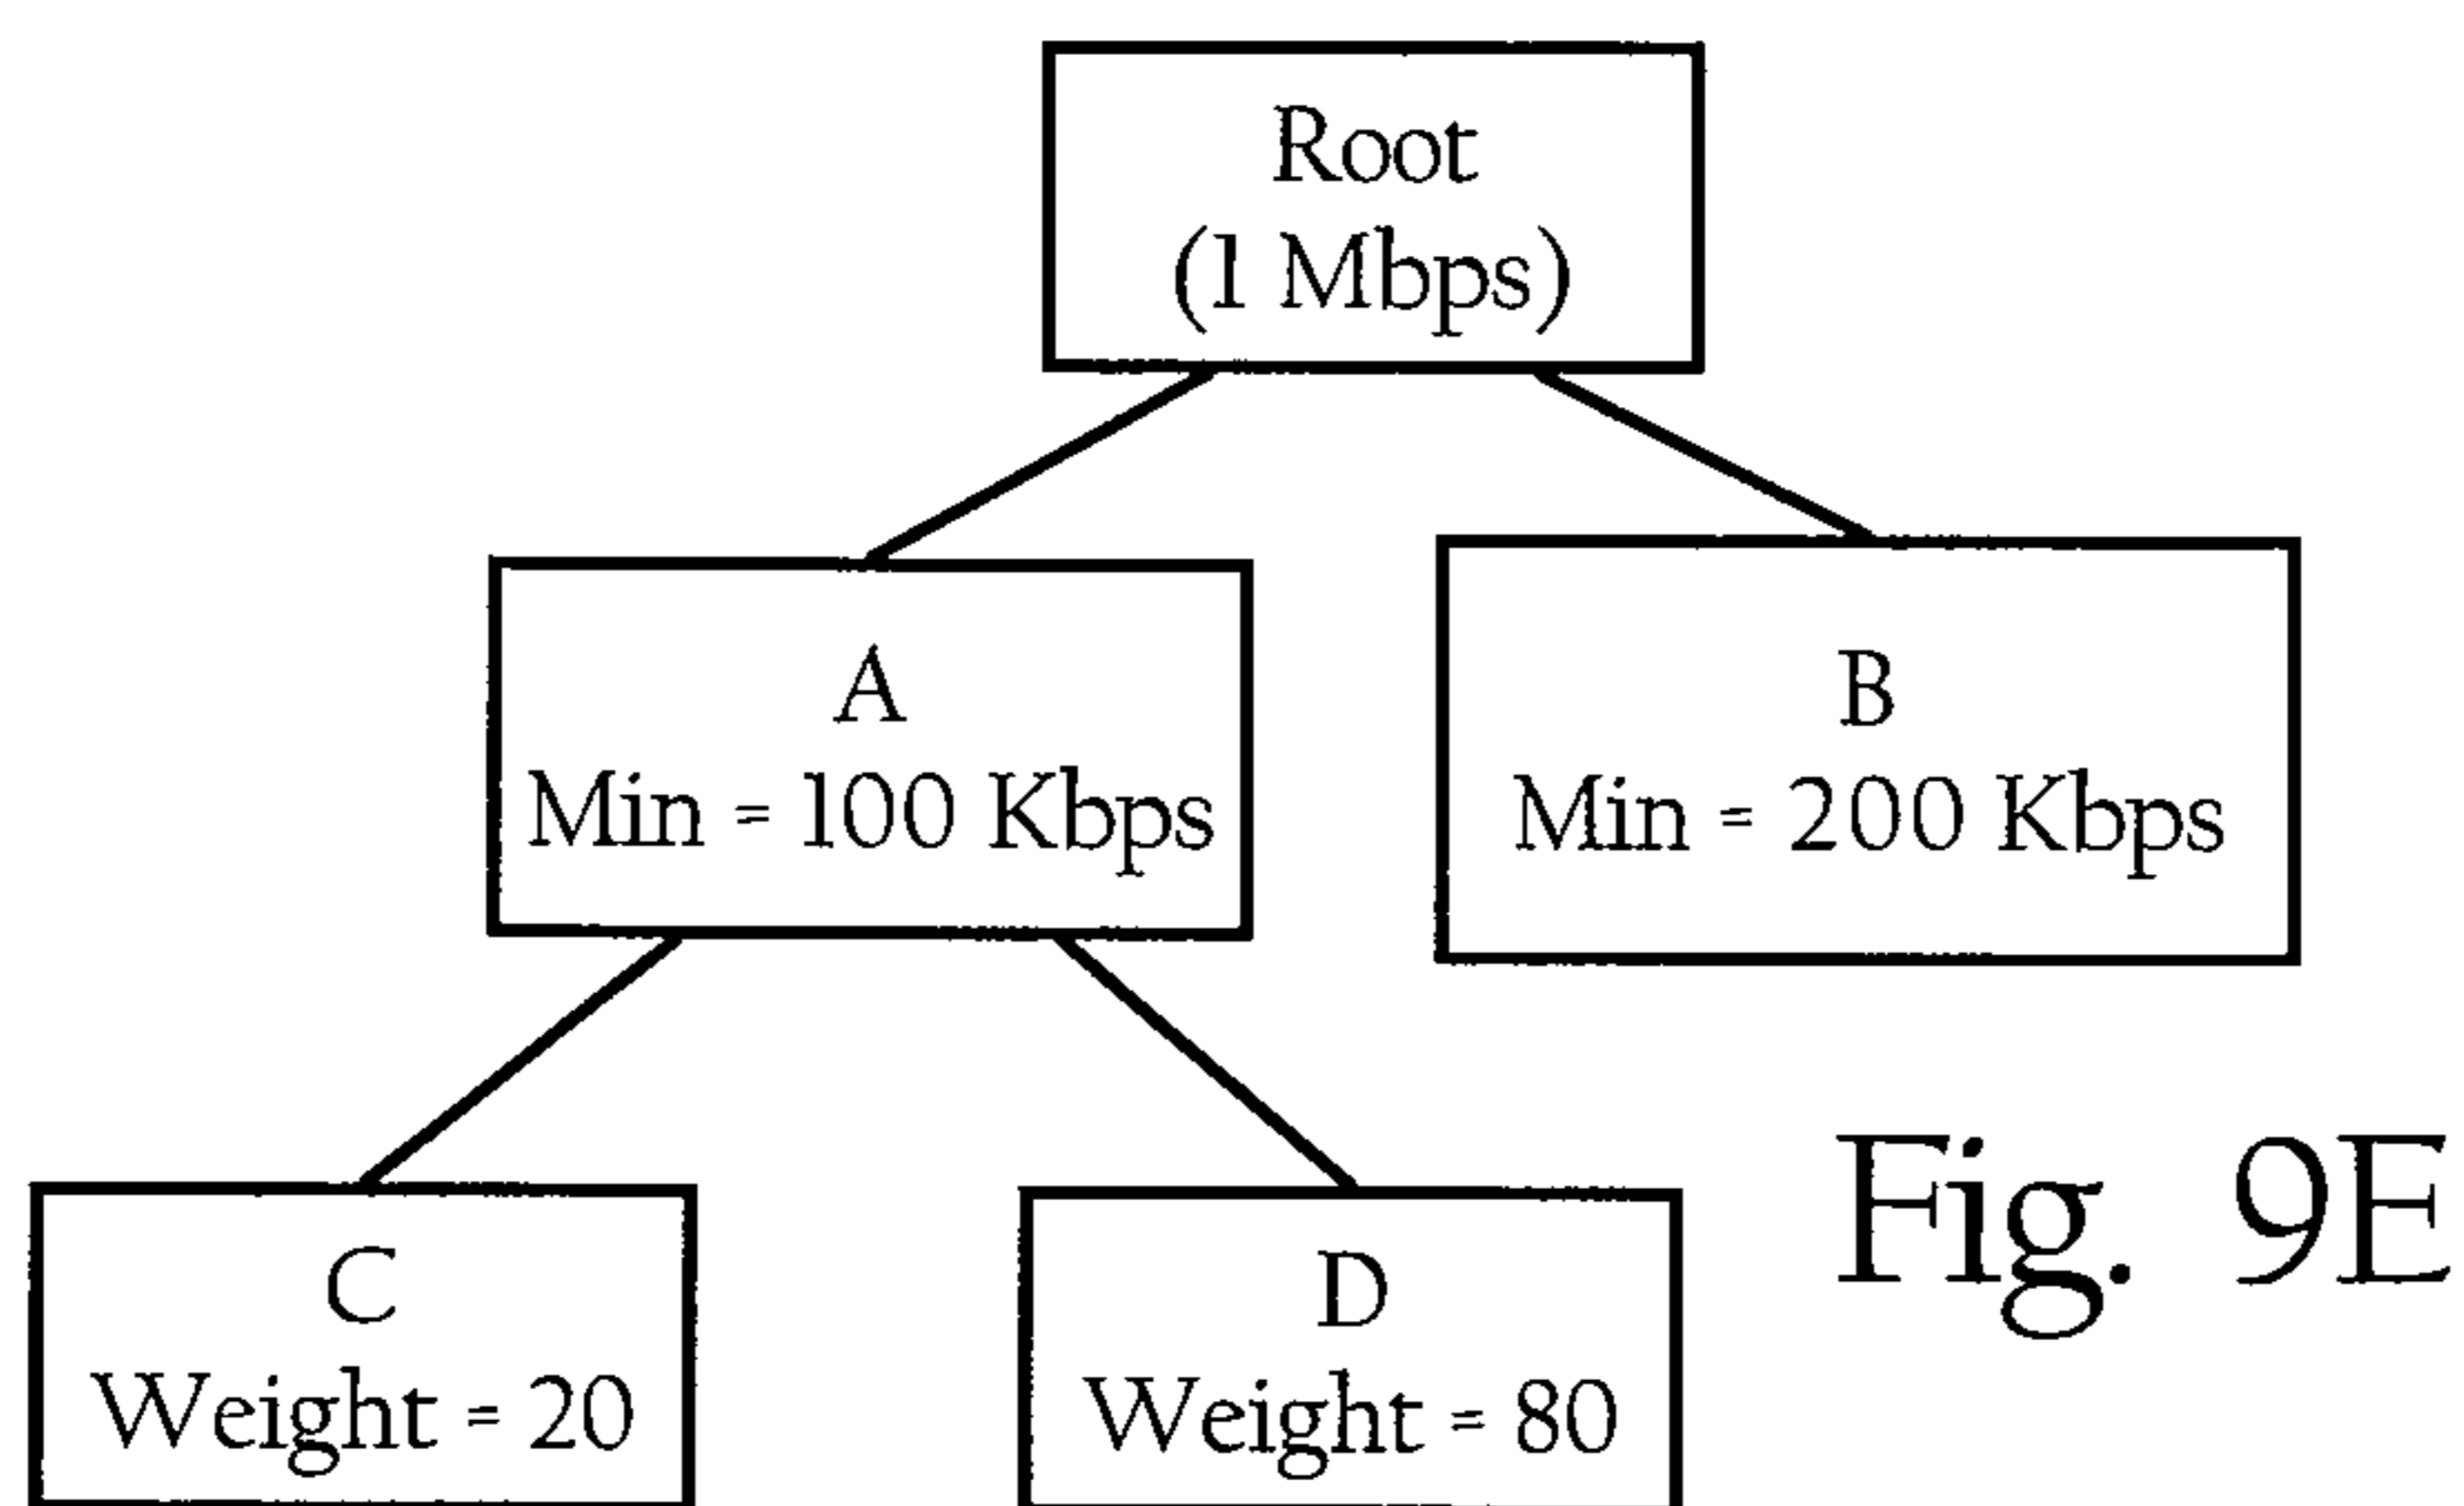 Root
(1 Mbps)
A
Min = 100 Kbps
B
Min = 200 Kbps
C
Weight = 20
D
Weight = 80
Fig. 9E